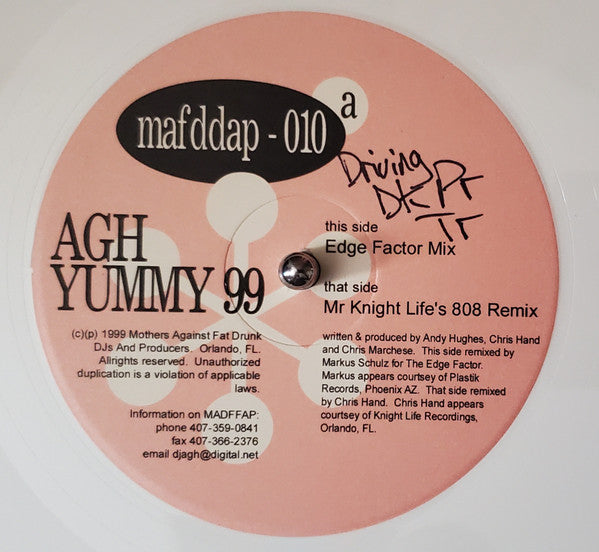 mafddap - 010
a
Driving
AGH
YUMMY 99
this side
Edge Factor Mix
that side
Mr Knight Life's 808 Remix
(c)(p) 1999 Mothers Against Fat Drunk
DJs And Producers. Orlando, FL.
Allrights reserved. Unauthorized
duplication is a violation of applicable
laws.
Information on MADFFAP:
phone 407-359-0841
fax 407-366-2376
email djagh@digital.net
written & produced by Andy Hughes, Chris Hand
and Chris Marchese. This side remixed by
Markus Schulz for The Edge Factor.
Markus appears courtsey of Plastik
Records, Phoenix AZ. That side remixed
by Chris Hand. Chris Hand appears
courtsey of Knight Life Recordings,
Orlando, FL.